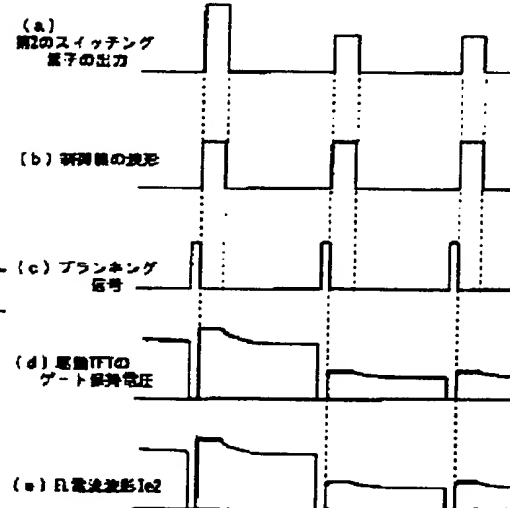 (a)
第2のスイッチング
素子の出力
(b) 制御線の波形
(c) ブランキング
信号
(d) 駆動TFTの
ゲート保持電圧
(e) EL電流波形Ie2